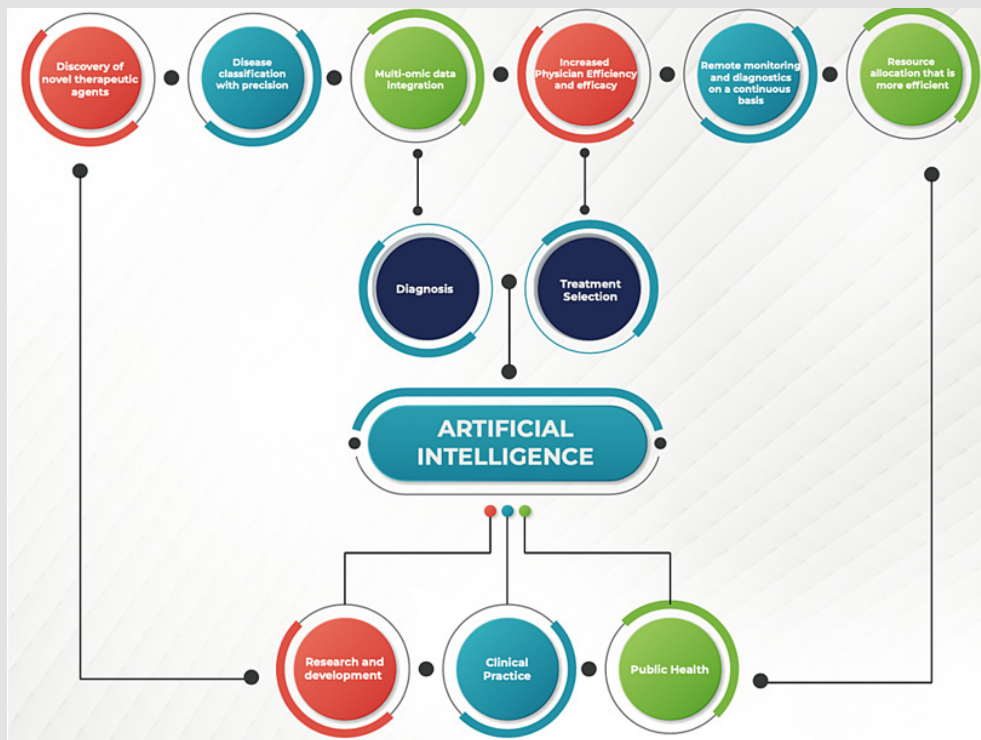 Discovery of
novel therapeutic
agents
Disease
classification
with precision
Multi-omic data
integration
Increased
Physician Efficiency
and efficacy
Remote monitoring
and diagnostics
on a continuous
basis
Resource
allocation that is
more efficient
Diagnosis
Treatment
Selection
ARTIFICIAL
INTELLIGENCE
Research and
development
Clinical
Practice
Public Health